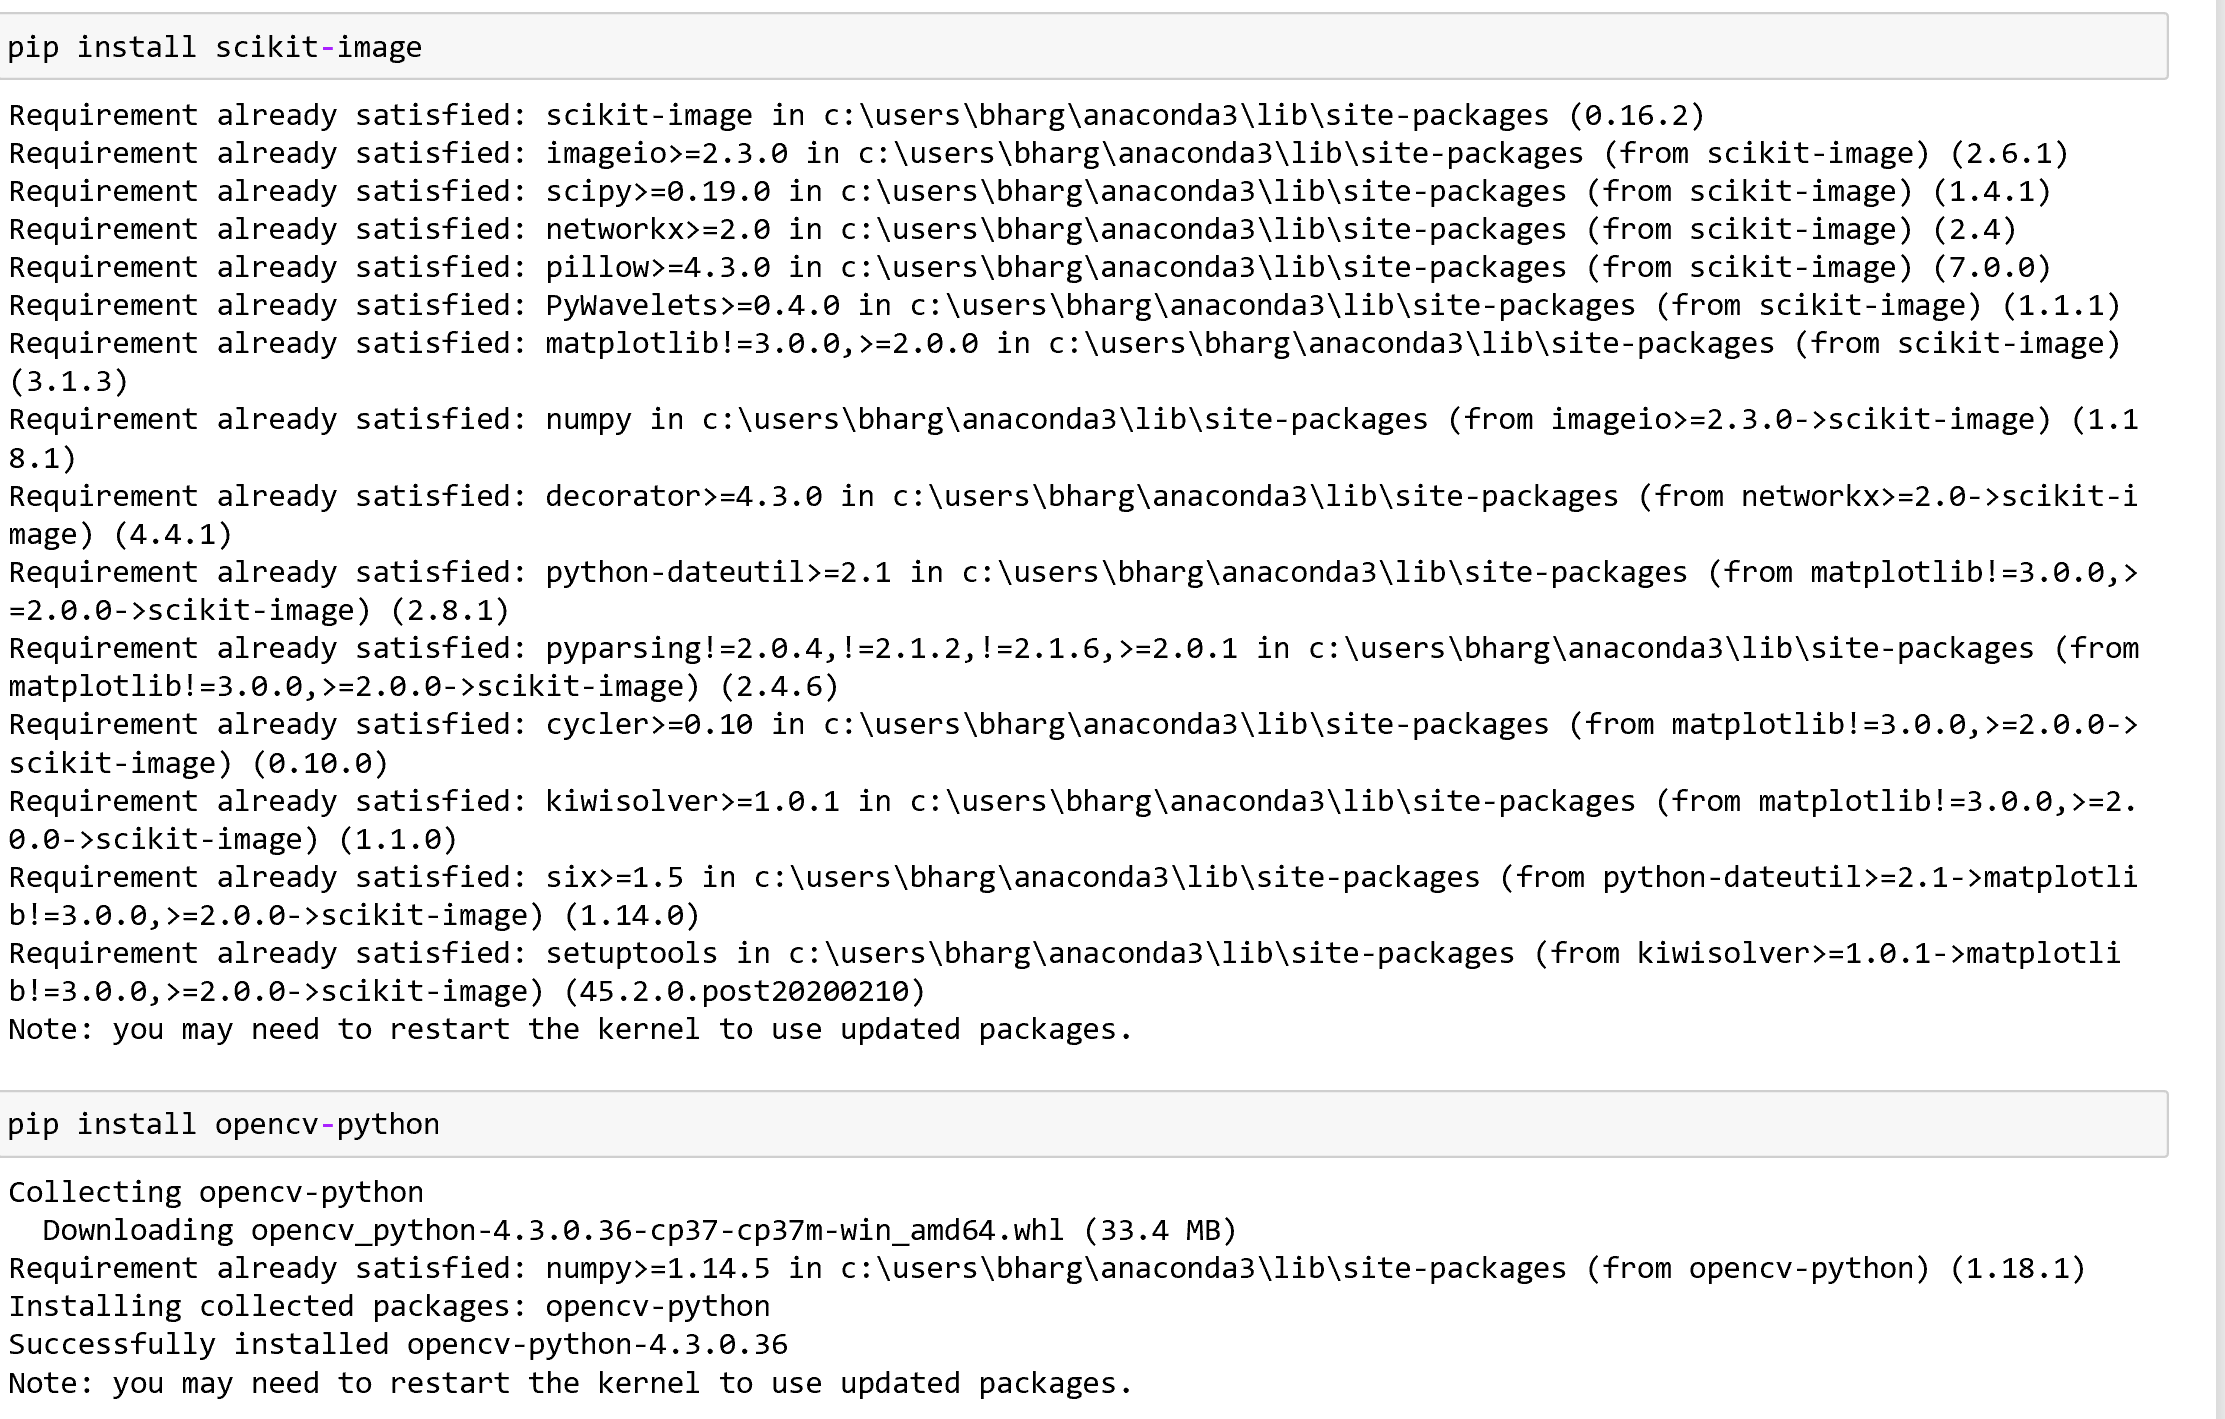 pip install scikit-image
Requirement already satisfied: scikit-image in c:\users\bharg\anaconda3\lib\site-packages (0.16.2)
Requirement already satisfied: imageio>=2.3.0 in c:\users\bharg\anaconda3\lib\site-packages (from scikit-image) (2.6.1)
Requirement already satisfied: scipy>=0.19.0 in c:\users\bharg\anaconda3\lib\site-packages (from scikit-image) (1.4.1)
Requirement already satisfied: networkx>=2.0 in c:\users\bharg\anaconda3\lib\site-packages (from scikit-image) (2.4)
Requirement already satisfied: pillow>=4.3.0 in c:\users\bharg\anaconda3\lib\site-packages (from scikit-image) (7.0.0)
Requirement already satisfied: PyWavelets>=0.4.0 in c:\users\bharg\anaconda3\lib\site-packages (from scikit-image) (1.1.1)
Requirement already satisfied: matplotlib!=3.0.0,>=2.0.0 in c:\users\bharg\anaconda3\lib\site-packages (from scikit-image)
(3.1.3)
Requirement already satisfied: numpy in c:\users\bharg\anaconda3\lib\site-packages (from imageio>=2.3.0->scikit-image) (1.1
8.1)
Requirement already satisfied: decorator>=4.3.0 in c:\users\bharg\anaconda3\lib\site-packages (from networkx>=2.0->scikit-i
mage) (4.4.1)
Requirement already satisfied: python-dateutil>=2.1 in c:\users\bharg\anaconda3\lib\site-packages (from matplotlib!=3.0.0,>
=2.0.0->scikit-image) (2.8.1)
Requirement already satisfied: pyparsing!=2.0.4,!=2.1.2,!=2.1.6,>=2.0.1 in c:\users\bharg\anaconda3\lib\site-packages (from
matplotlib!=3.0.0,>=2.0.0->scikit-image) (2.4.6)
Requirement already satisfied: cycler>=0.10 in c:\users\bharg\anaconda3\lib\site-packages (from matplotlib!=3.0.0,>=2.0.0->
scikit-image) (0.10.0)
Requirement already satisfied: kiwisolver>=1.0.1 in c:\users\bharg\anaconda3\lib\site-packages (from matplotlib!=3.0.0,>=2.
0.0->scikit-image) (1.1.0)
Requirement already satisfied: six>=1.5 in c:\users\bharg\anaconda3\lib\site-packages (from python-dateutil>=2.1->matplotli
b!=3.0.0,>=2.0.0->scikit-image) (1.14.0)
Requirement already satisfied: setuptools in c:\users\bharg\anaconda3\lib\site-packages (from kiwisolver>=1.0.1->matplotli
b!=3.0.0,>=2.0.0->scikit-image) (45.2.0.post20200210)
Note: you may need to restart the kernel to use updated packages.
pip install opencv-python
Collecting opencv-python
  Downloading opencv_python-4.3.0.36-cp37-cp37m-win_amd64.whl (33.4 MB)
Requirement already satisfied: numpy>=1.14.5 in c:\users\bharg\anaconda3\lib\site-packages (from opencv-python) (1.18.1)
Installing collected packages: opencv-python
Successfully installed opencv-python-4.3.0.36
Note: you may need to restart the kernel to use updated packages.